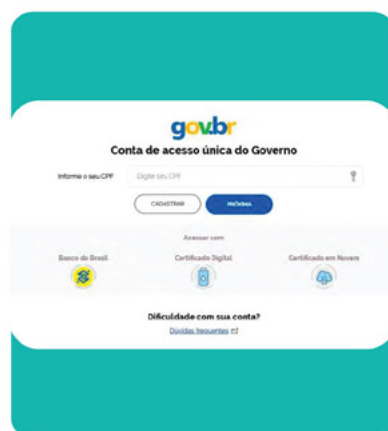 gov.br
Conta de acesso única do Governo
Informe o seu CPF
Digite seu CPF
CADASTRAR
PRÓXIMA
Acessar com
Banco do Brasil
Certificado Digital
Certificado em Nuvem
Dificuldade com sua conta?
Dúvidas frequentes